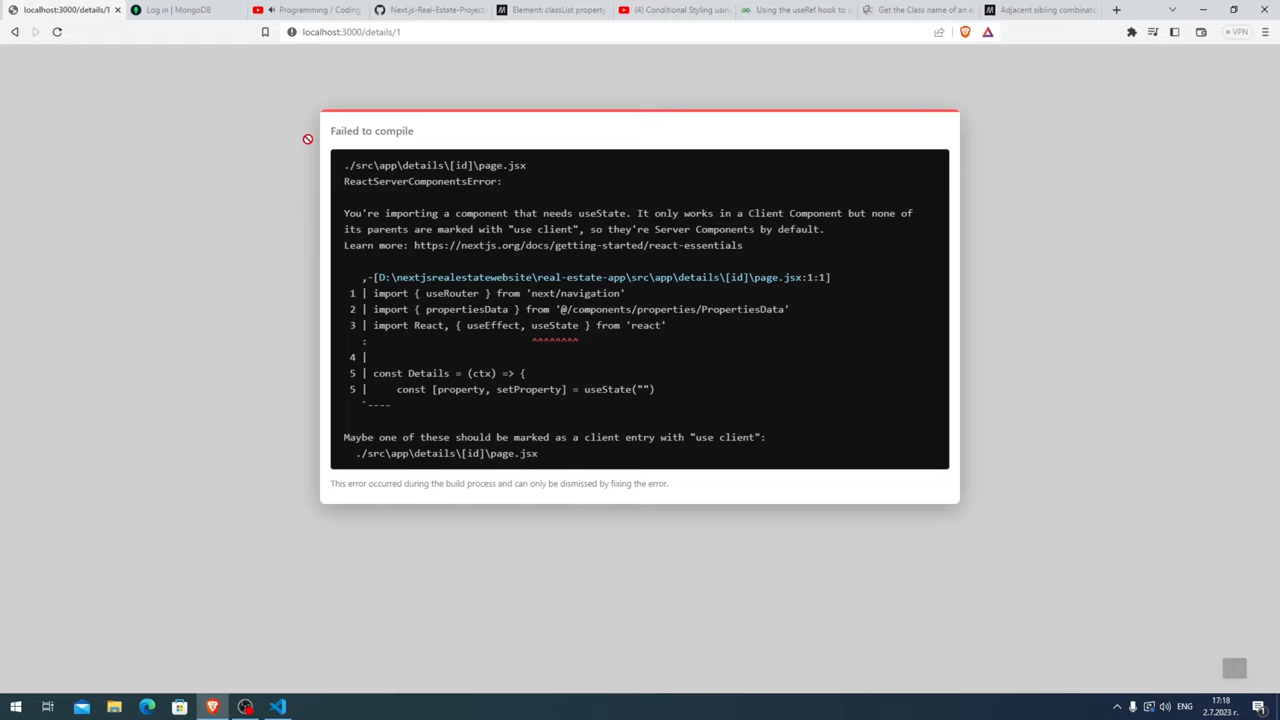 localhost:3000/details/1
Log in | MongoDB
Programming / Coding
Next.js-Real-Estate-Project
Element: classList property
(4) Conditional Styling usin
Using the useRef hook to c
Get the Class name of an e
Adjacent sibling combinato
localhost:3000/details/1
VPN
Failed to compile
./src\app\details\[id]\page.jsx
ReactServerComponentsError:
You're importing a component that needs useState. It only works in a Client Component but none of
its parents are marked with "use client", so they're Server Components by default.
Learn more: https://nextjs.org/docs/getting-started/react-essentials
,-[D:\nextjsrealestatewebsite\real-estate-app\src\app\details\[id]\page.jsx:1:1]
1 | import { useRouter } from 'next/navigation'
2 | import { propertiesData } from '@/components/properties/PropertiesData'
3 | import React, { useEffect, useState } from 'react'
: ^^^^^^^^
4 |
5 | const Details = (ctx) => {
5 | const [property, setProperty] = useState("")
`----
Maybe one of these should be marked as a client entry with "use client":
./src\app\details\[id]\page.jsx
This error occurred during the build process and can only be dismissed by fixing the error.
ENG
17:18
2.7.2023 г.
1